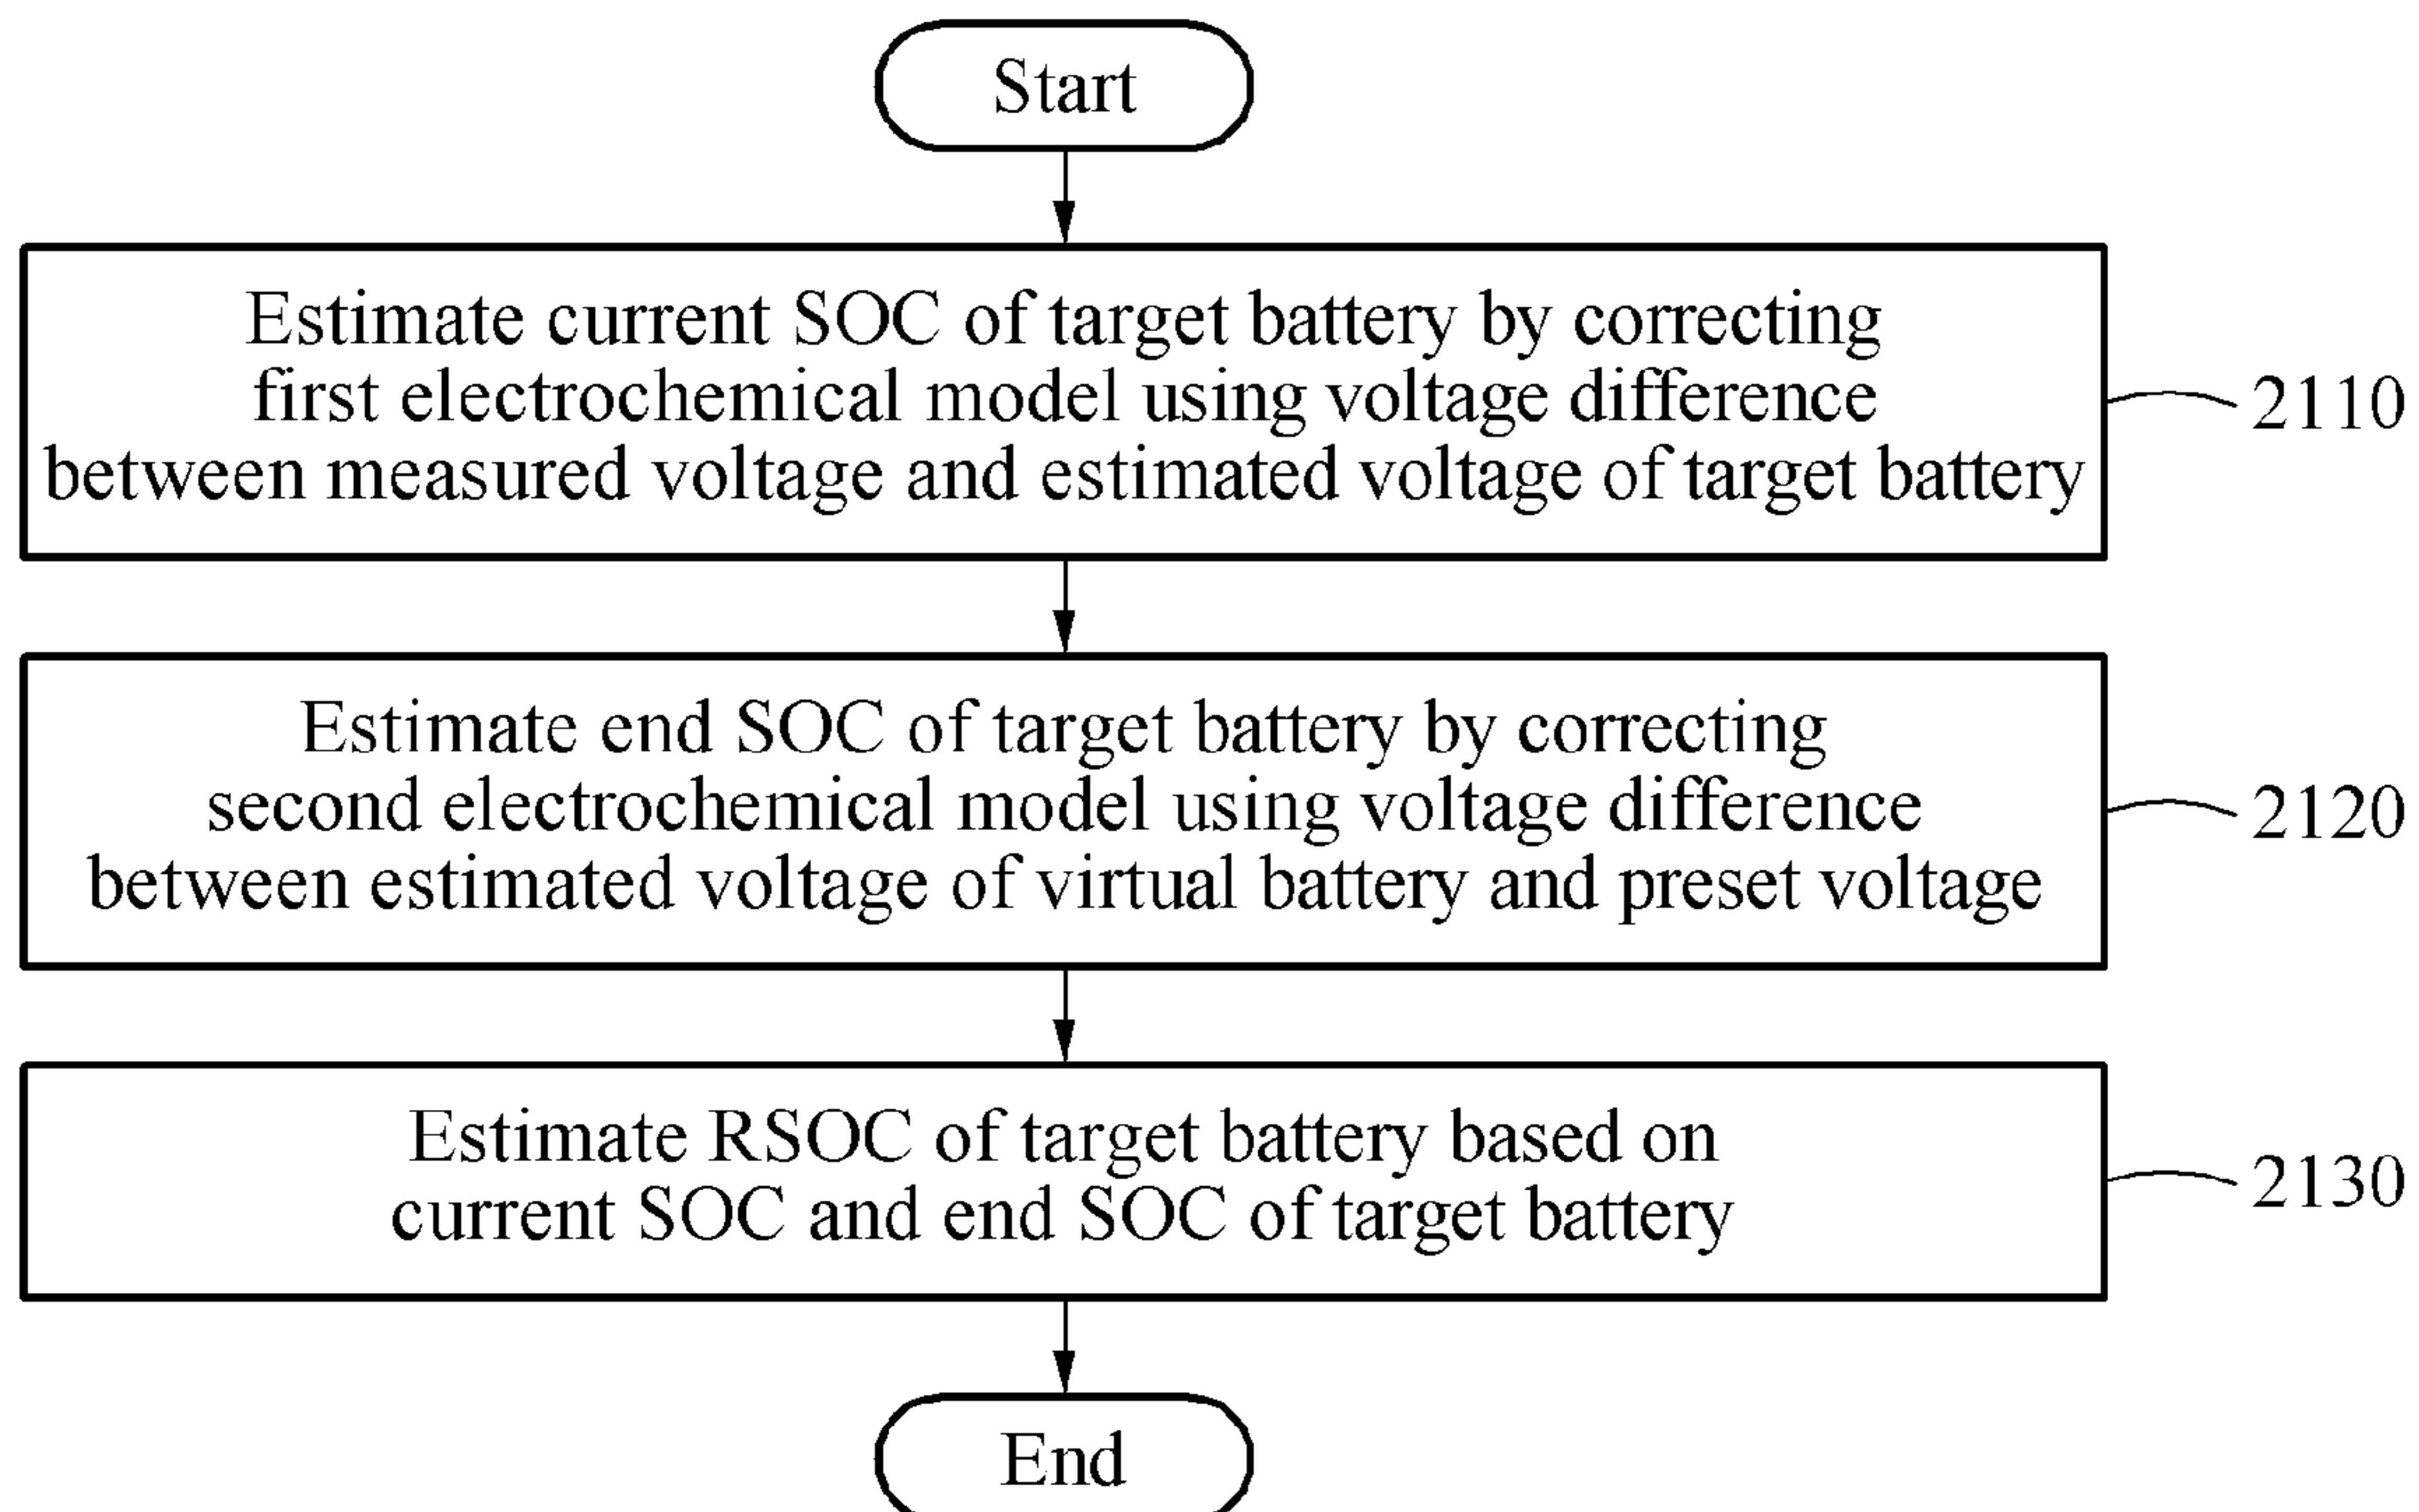 Start
Estimate current SOC of target battery by correcting
first electrochemical model using voltage difference
between measured voltage and estimated voltage of target battery
2110
Estimate end SOC of target battery by correcting
second electrochemical model using voltage difference
between estimated voltage of virtual battery and preset voltage
2120
Estimate RSOC of target battery based on
current SOC and end SOC of target battery
2130
End